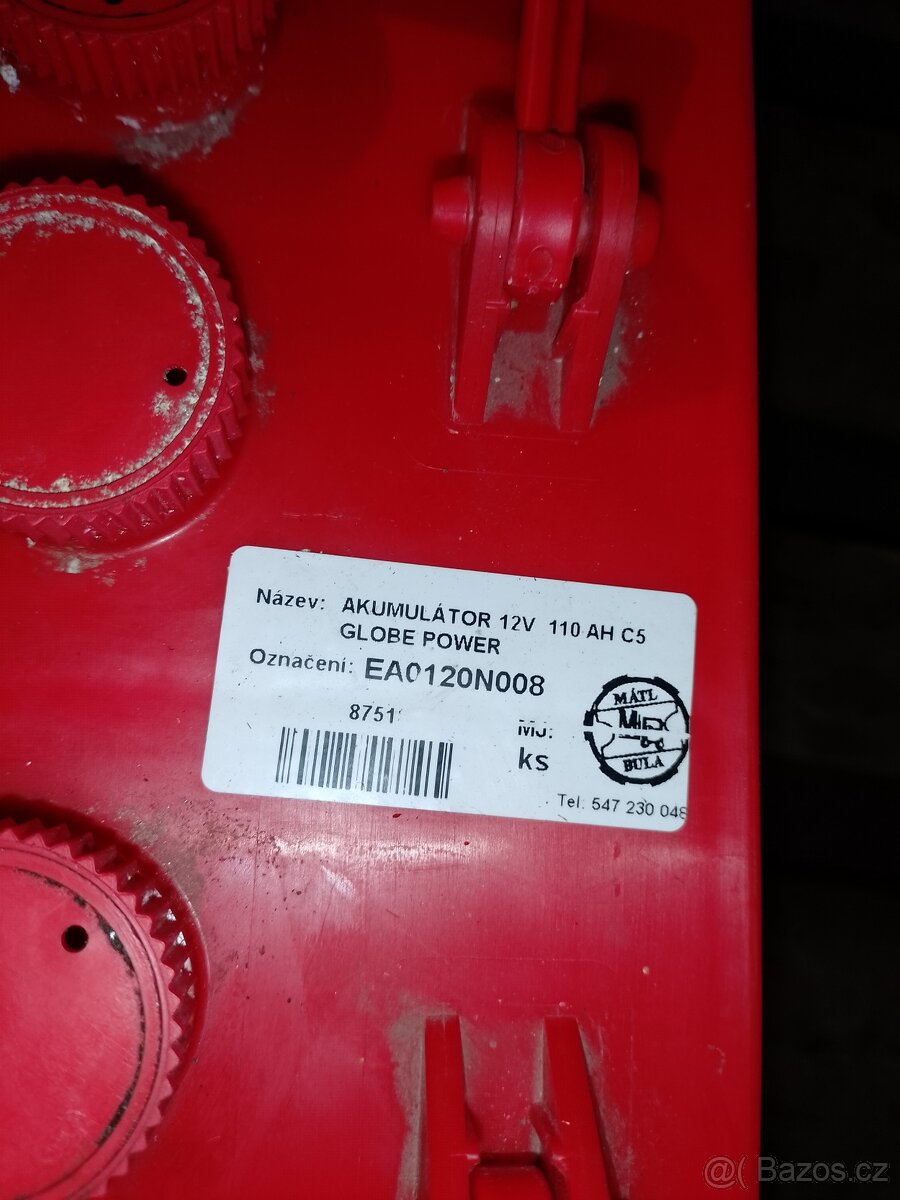 Název: AKUMULÁTOR 12V 110 AH C5
GLOBE POWER
Označení: EA0120N008
8751
MJ:
ks
MÁTL
BULA
Tel: 547 230 048
@( Bazos.cz